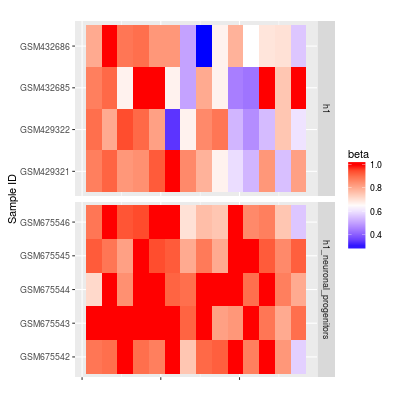 GSM432686
GSM432685
GSM429322
GSM429321
h1
GSM675546
GSM675545
GSM675544
GSM675543
GSM675542
h1_neuronal_progenitors
Sample ID
beta
1.0
0.8
0.6
0.4